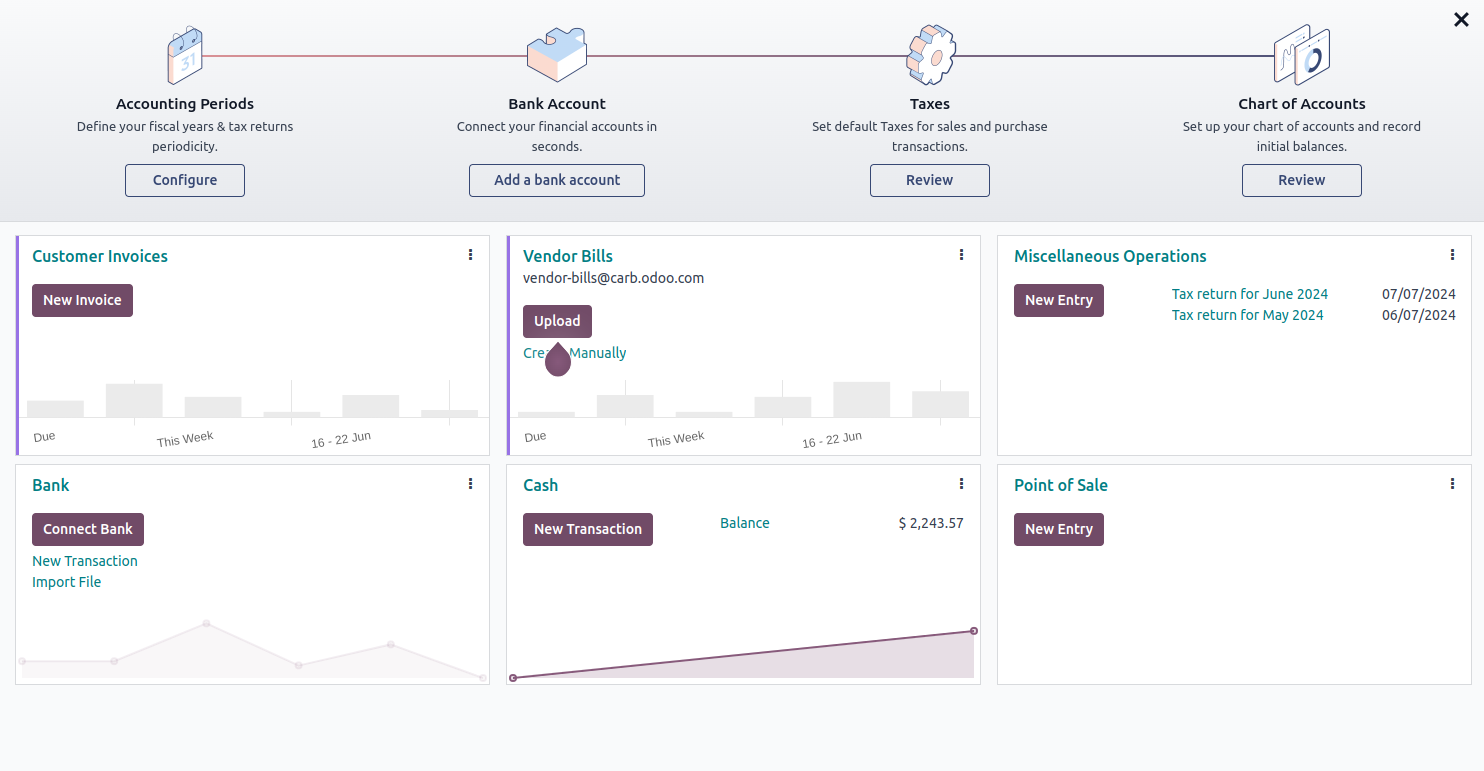 31
Accounting Periods
Define your fiscal years & tax returns
periodicity.
Configure
Bank Account
Connect your financial accounts in
seconds.
Add a bank account
Taxes
Set default Taxes for sales and purchase
transactions.
Review
Chart of Accounts
Set up your chart of accounts and record
initial balances.
Review
Customer Invoices
New Invoice
Due
This Week
16 - 22 Jun
Vendor Bills
vendor-bills@carb.odoo.com
Upload
Manually
Due
This Week
16 - 22 Jun
Miscellaneous Operations
New Entry
Tax return for June 2024 07/07/2024
Tax return for May 2024 06/07/2024
Bank
Connect Bank
New Transaction
Import File
Cash
New Transaction
Balance $ 2,243.57
Point of Sale
New Entry